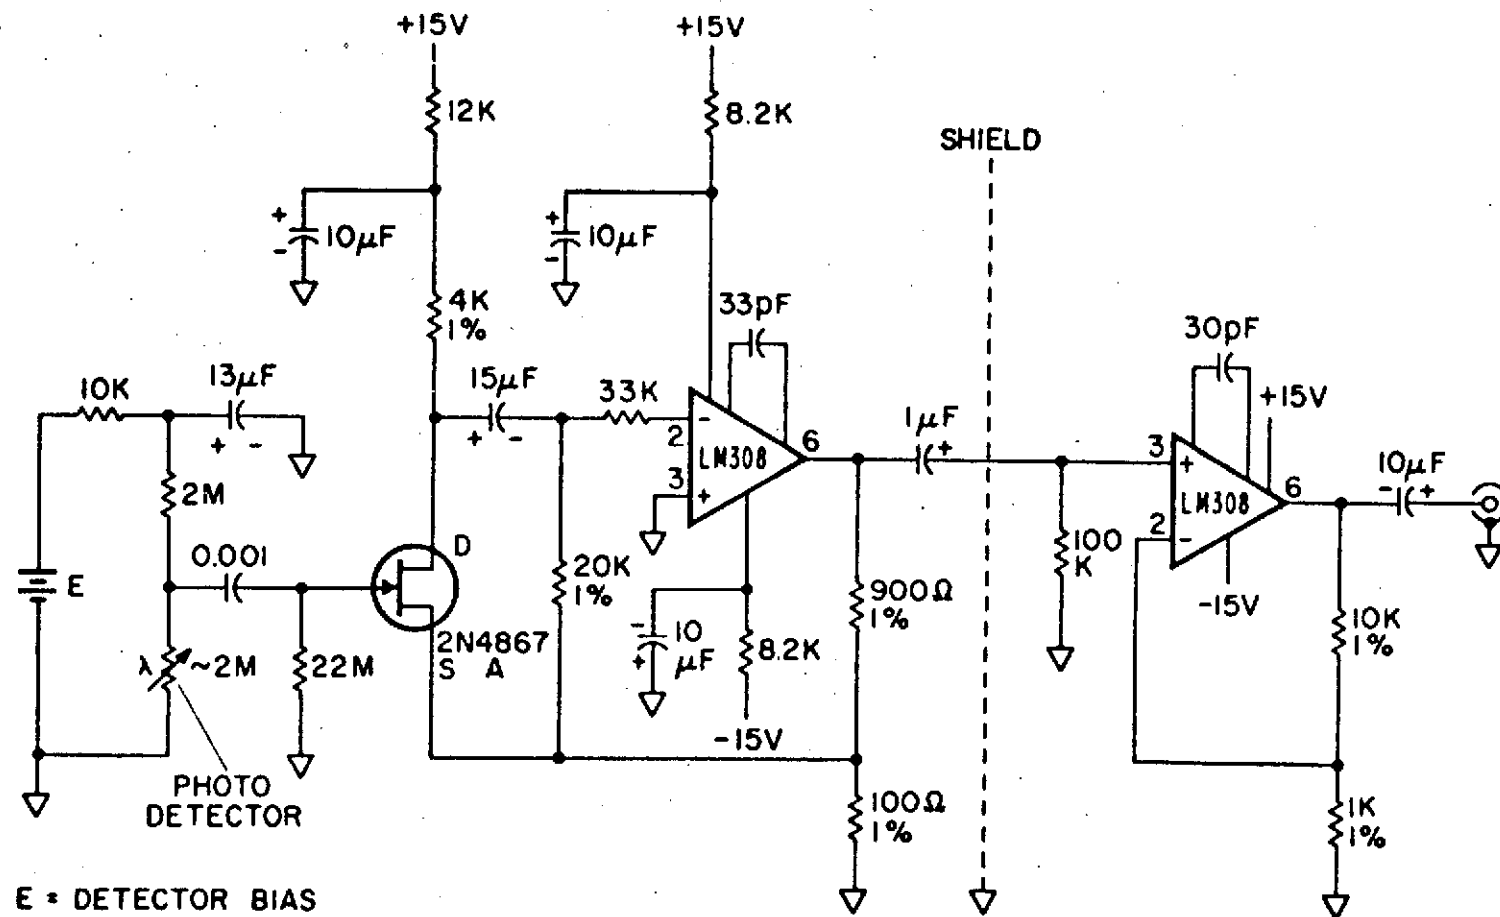 +15V
+15V
12K
8.2K
SHIELD
+
-
10µF
+
-
10µF
4K
1%
33pF
30pF
10K
13µF
+ -
15µF
+ -
33K
+15V
1µF
+
2
-
3
+
LM308
6
3
+
2
-
LM308
6
10µF
- +
2M
0.001
D
20K
1%
900Ω
1%
100
K
-15V
10K
1%
E
2N4867
S A
-
+
10
µF
8.2K
λ
~2M
22M
-15V
PHOTO
DETECTOR
100Ω
1%
1K
1%
E = DETECTOR BIAS